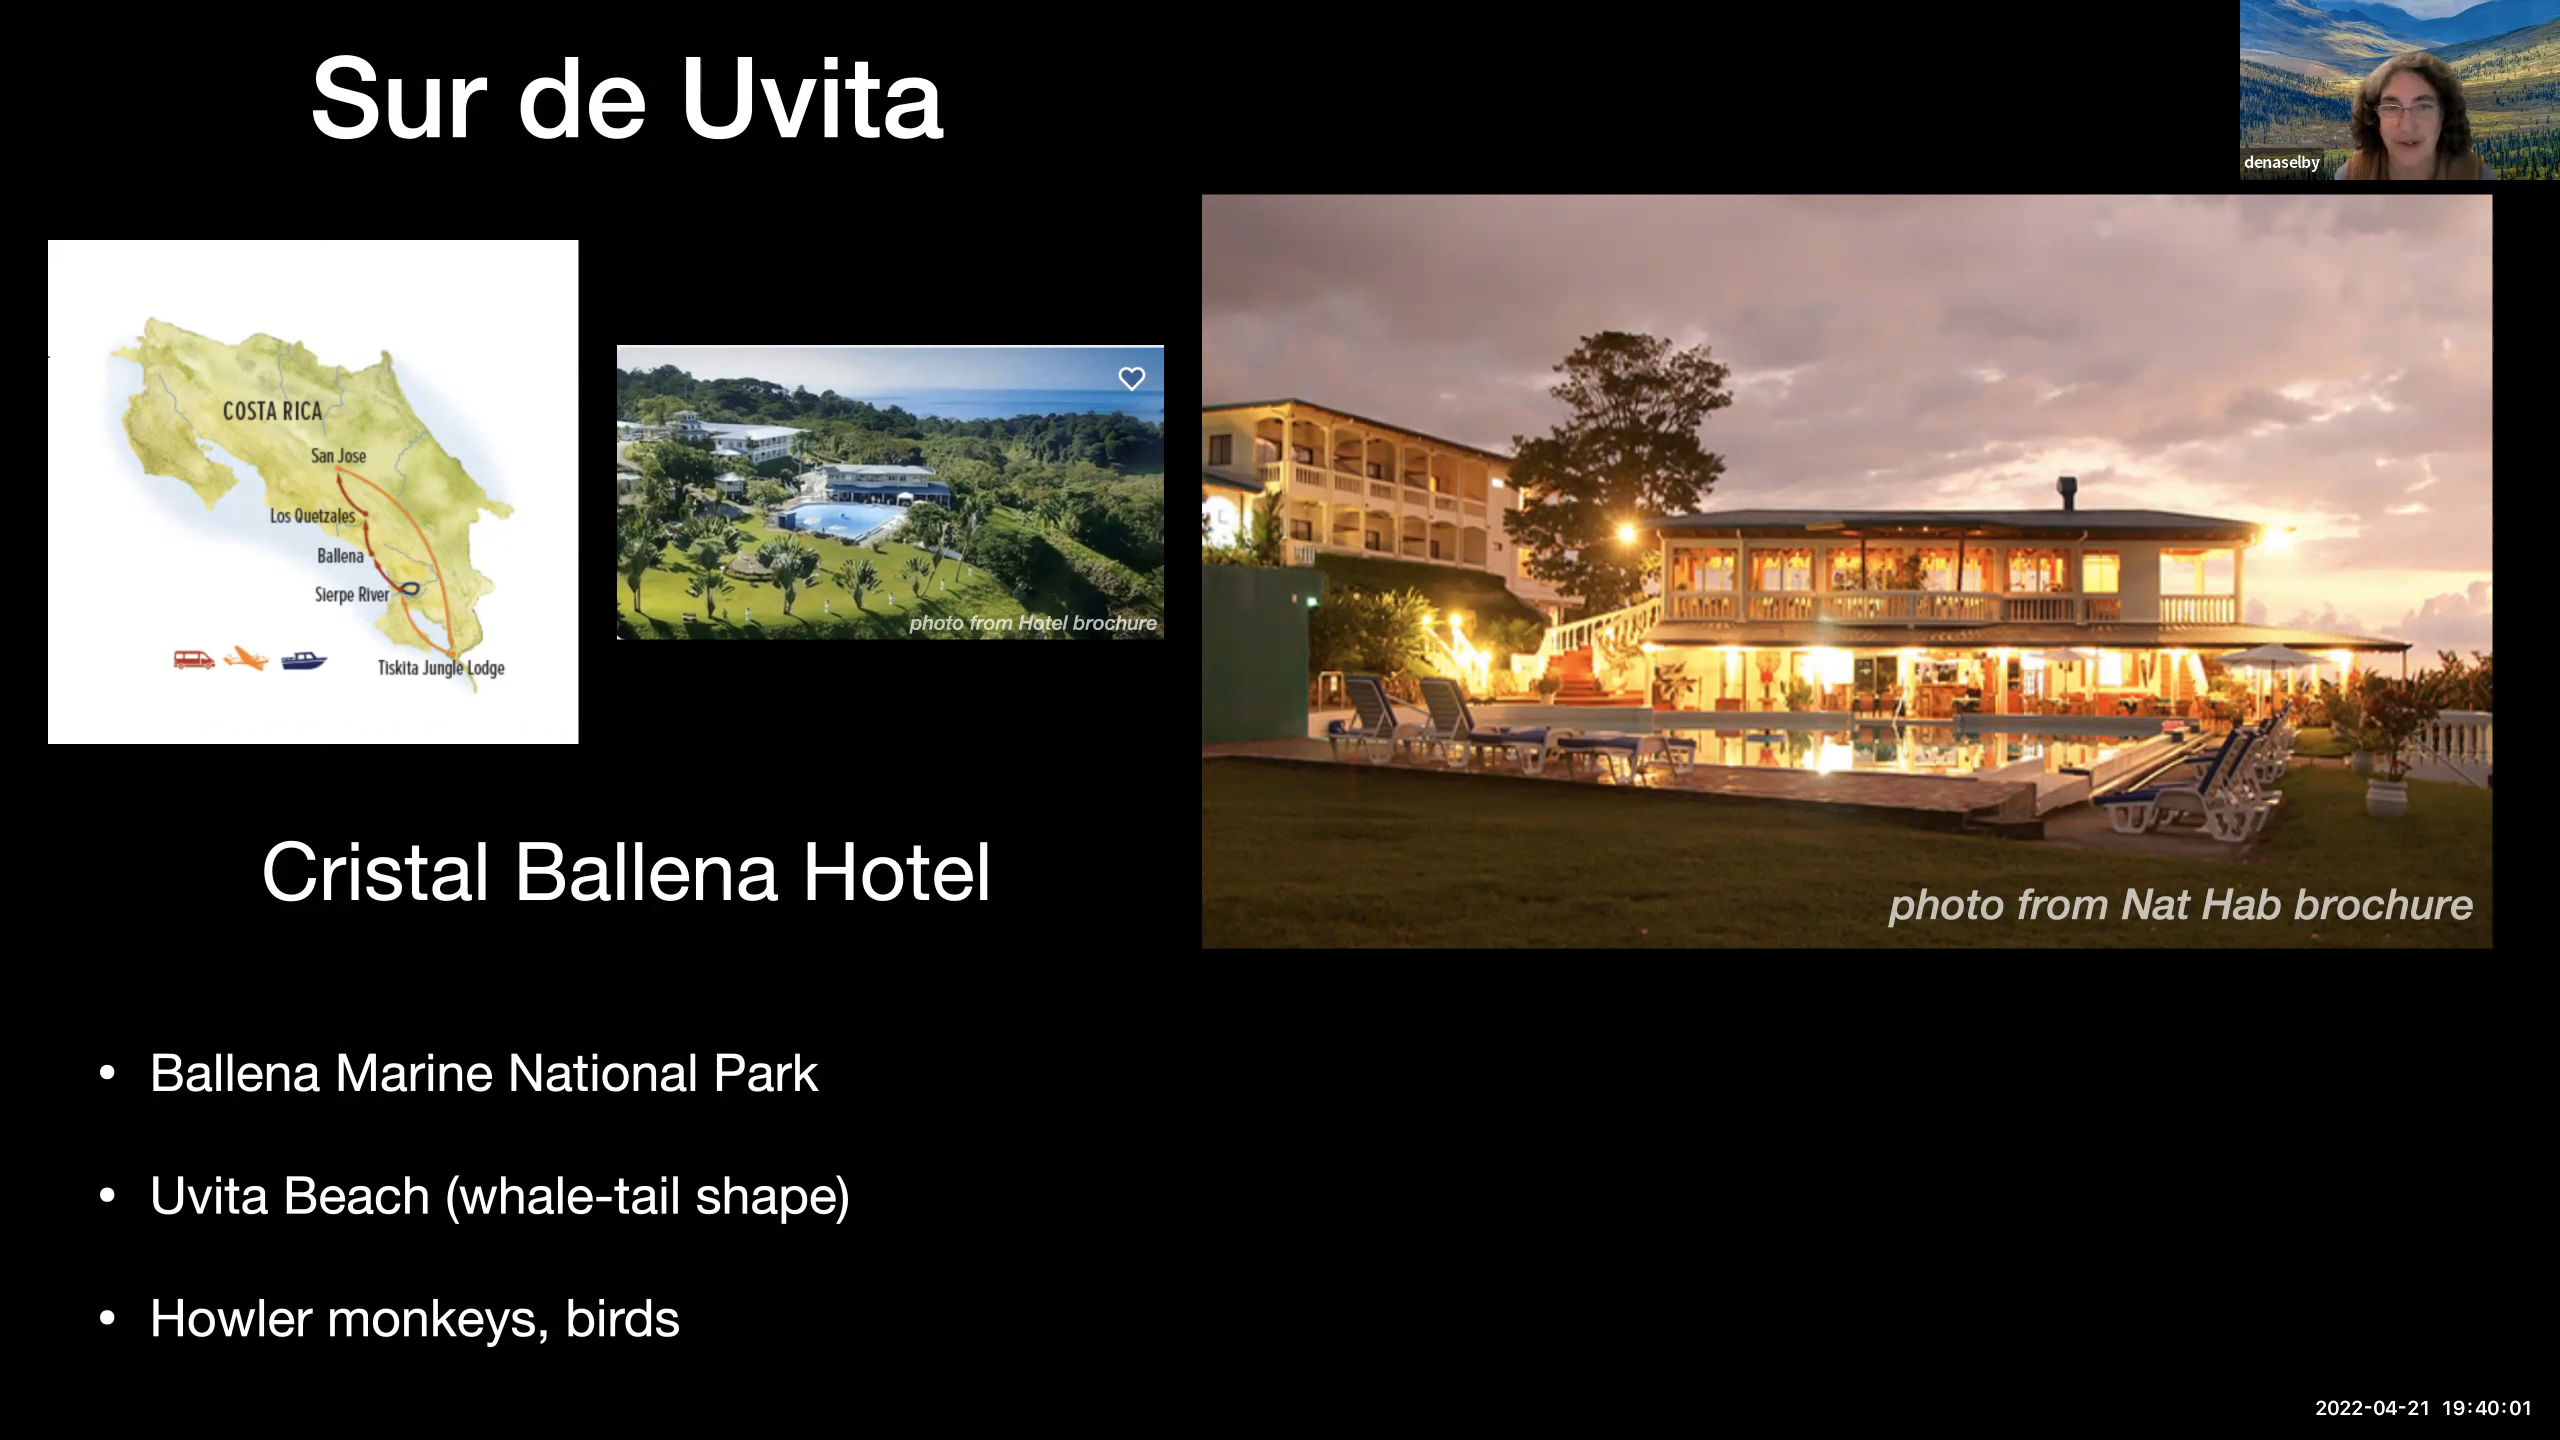 Sur de Uvita
denaselby
COSTA RICA
San Jose
Los Quetzales
Ballena
Sierpe River
Tiskita Jungle Lodge
photo from Hotel brochure
photo from Nat Hab brochure
Cristal Ballena Hotel
• Ballena Marine National Park
• Uvita Beach (whale-tail shape)
• Howler monkeys, birds
2022-04-21 19:40:01